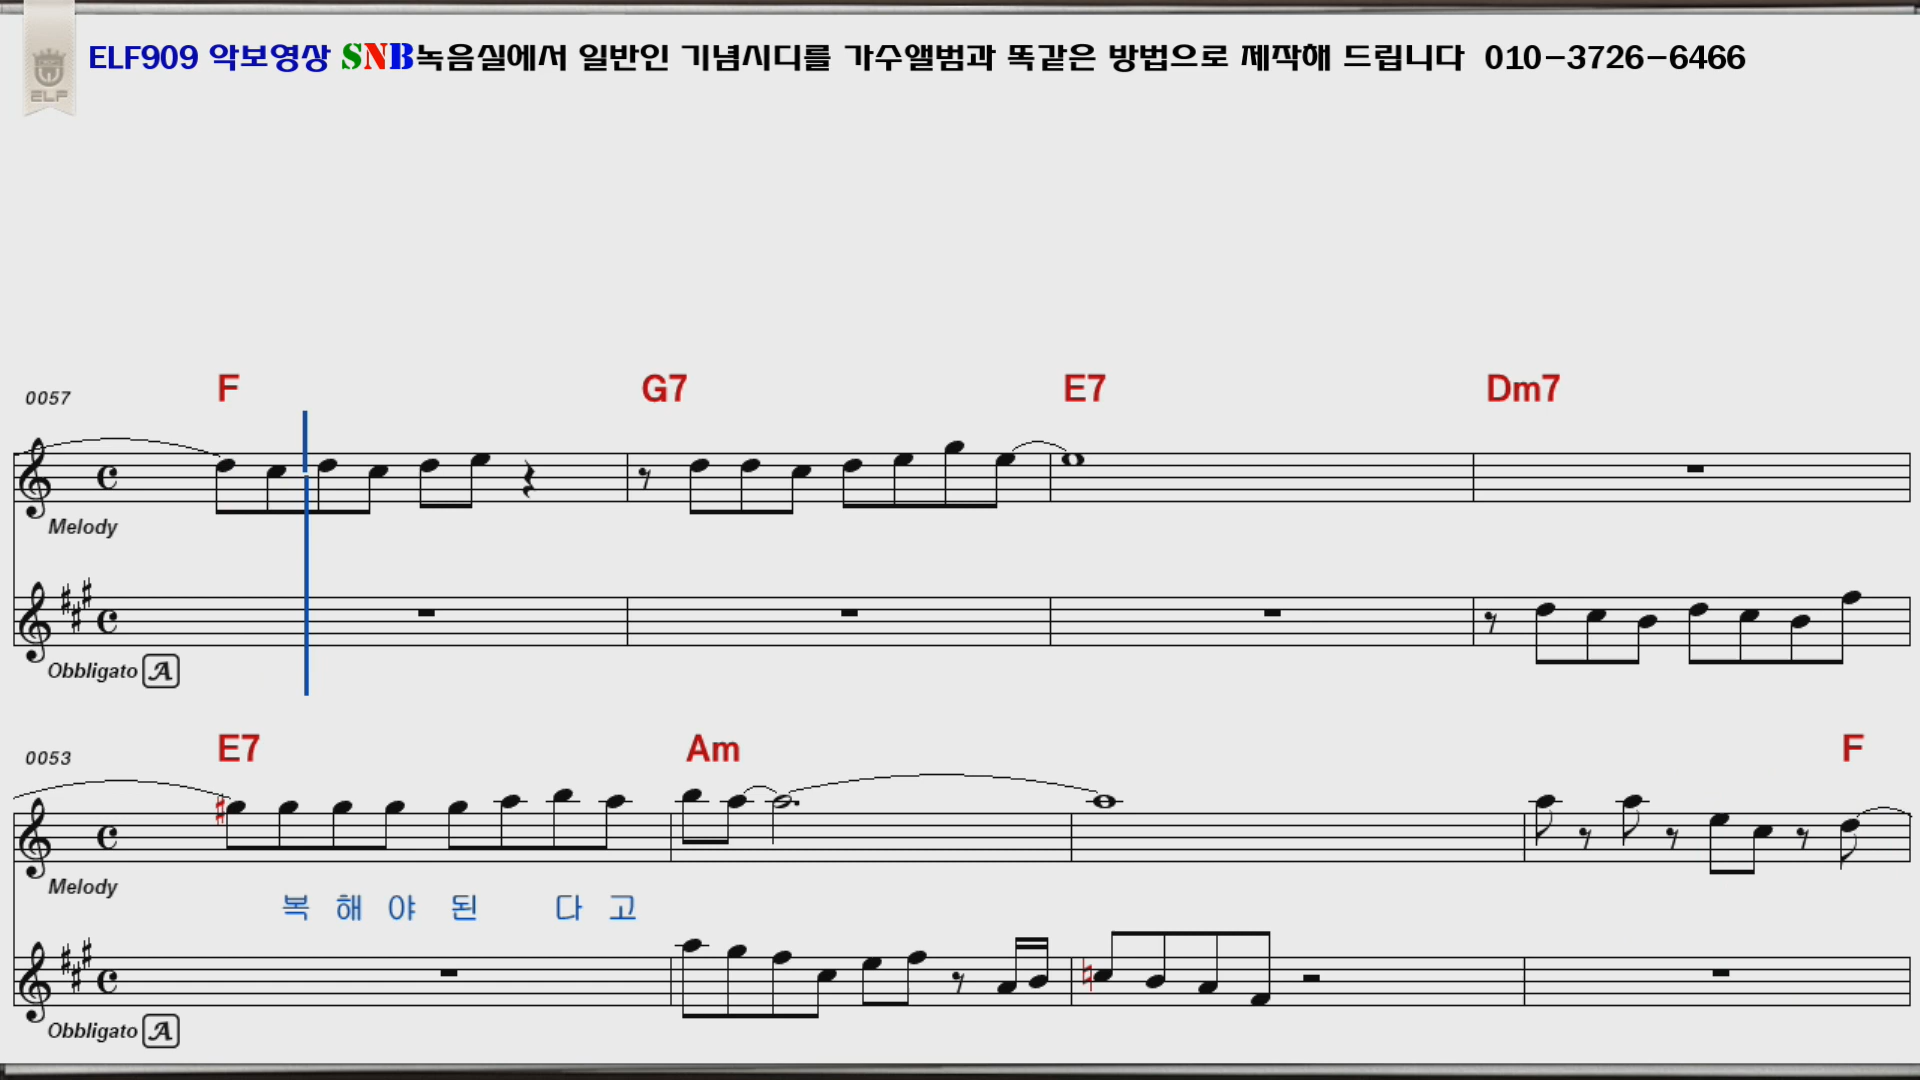 ELF909 악보영상 SNB녹음실에서 일반인 기념시디를 가수앨범과 똑같은 방법으로 제작해 드립니다 010-3726-6466
ELF
0057 F G7 E7 Dm7
Melody
Obbligato A
0053 E7 Am F
Melody
복 해 야 된 다 고
Obbligato A